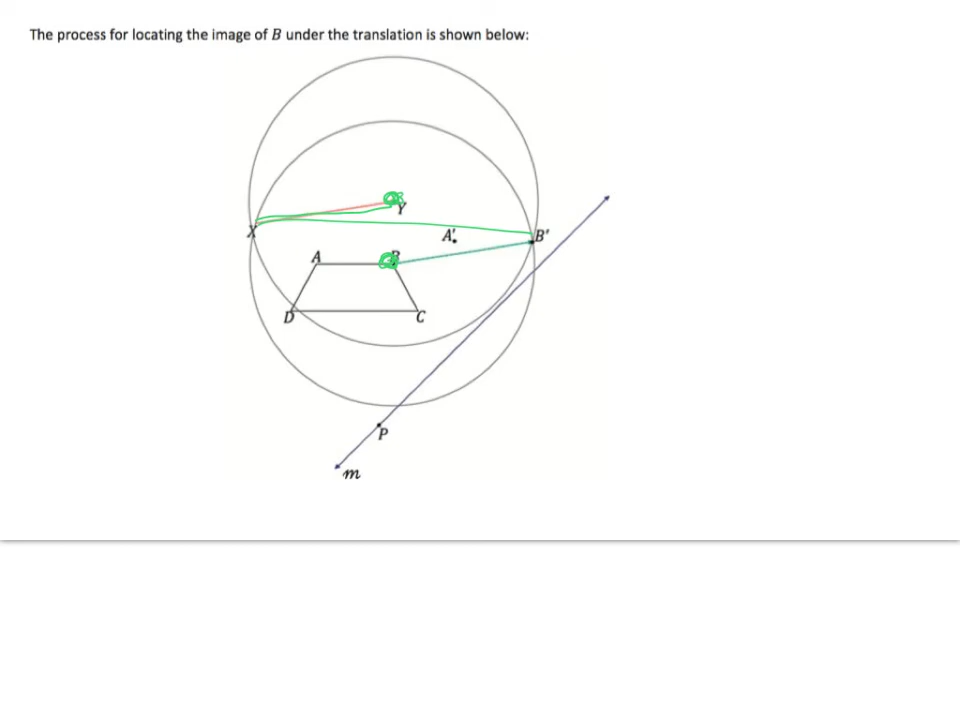 The process for locating the image of B under the translation is shown below:
Y
X
A'
B'
A
B
D
C
P
m